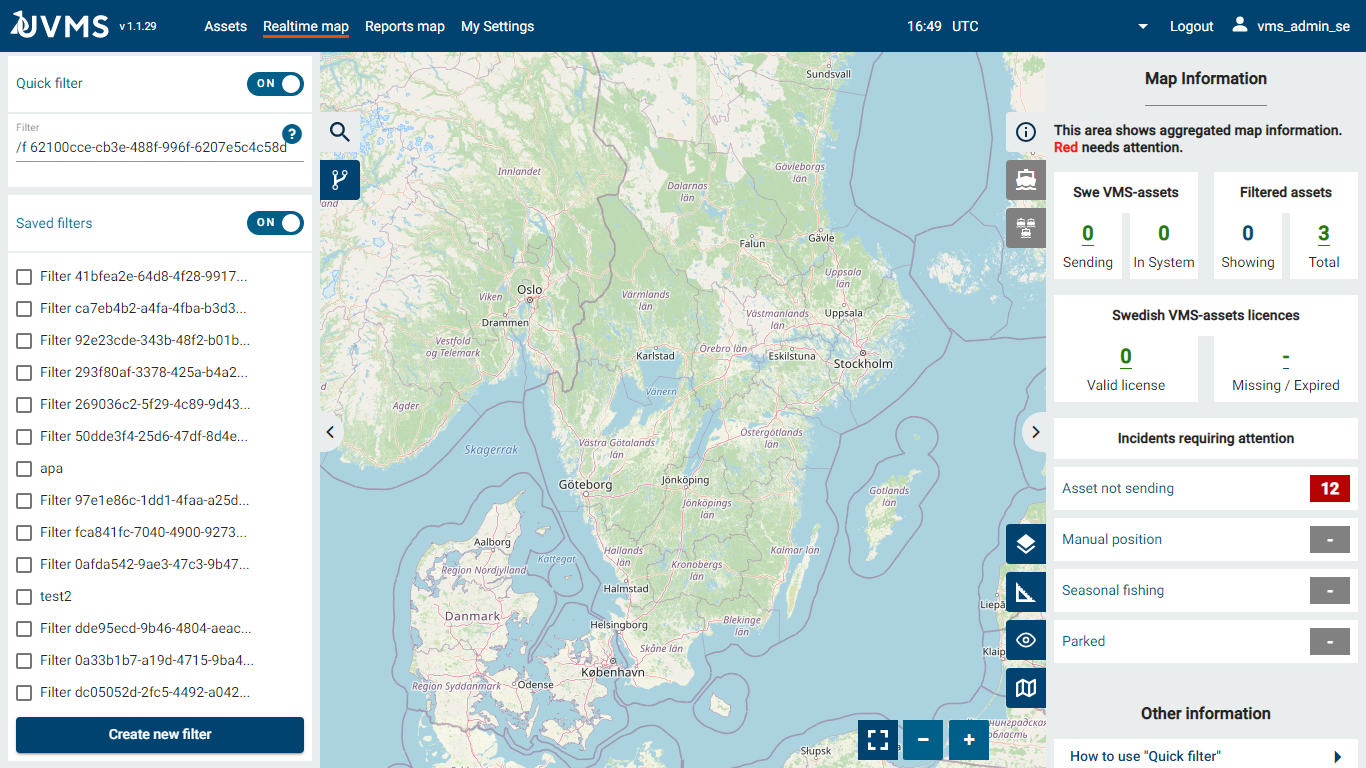 UVMS v 1.1.29
Assets
Realtime map
Reports map
My Settings
16:49 UTC
Logout
vms_admin_se
Quick filter
ON
Filter
?
/f 62100cce-cb3e-488f-996f-6207e5c4c58d
Saved filters
ON
Filter 41bfea2e-64d8-4f28-9917...
Filter ca7eb4b2-a4fa-4fba-b3d3...
Filter 92e23cde-343b-48f2-b01b...
Filter 293f80af-3378-425a-b4a2...
Filter 269036c2-5f29-4c89-9d43...
Filter 50dde3f4-25d6-47df-8d4e...
apa
Filter 97e1e86c-1dd1-4faa-a25d...
Filter fca841fc-7040-4900-9273...
Filter 0afda542-9ae3-47c3-9b47...
test2
Filter dde95ecd-9b46-4804-aeac...
Filter 0a33b1b7-a19d-4715-9ba4...
Filter dc05052d-2fc5-4492-a042...
Create new filter
Sundsvall
Innlandet
Gävleborgs
län
Dalarnas
län
Falun
Gävle
Uppsala
län
Oslo
Viken
Värmlands
län
Drammen
Västmanlands
län
Uppsala
Vestfold
og Telemark
Karlstad
Örebro län
Eskilstuna
Stockholm
Vänern
Agder
Skagerrak
Västra Götalands
län
Östergötlands
län
Göteborg
Jönköping
Jönköpings
län
Gotlands
län
Aalborg
Region Nordjylland
Kattegat
Hallands
län
Kalmar län
Kronobergs
län
Halmstad
Danmark
Helsingborg
Blekinge
län
Skåne län
København
Region Syddanmark
Odense
Liepā
Klaip
Słupsk
Map Information
This area shows aggregated map information.
Red needs attention.
Swe VMS-assets
0
Sending
0
In System
Filtered assets
0
Showing
3
Total
Swedish VMS-assets licences
0
Valid license
-
Missing / Expired
Incidents requiring attention
Asset not sending
12
Manual position
-
Seasonal fishing
-
Parked
-
Other information
How to use "Quick filter"